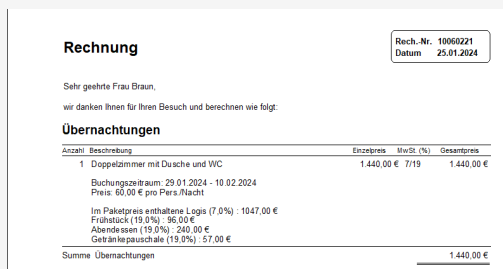 Rechnung
Rech.-Nr. 10060221
Datum 25.01.2024
Sehr geehrte Frau Braun,
wir danken Ihnen für Ihren Besuch und berechnen wie folgt:
Übernachtungen
Anzahl Beschreibung Einzelpreis MwSt. (%) Gesamtpreis
1 Doppelzimmer mit Dusche und WC 1.440,00 € 7/19 1.440,00 €
Buchungszeitraum: 29.01.2024 - 10.02.2024
Preis: 60,00 € pro Pers./Nacht
Im Paketpreis enthaltene Logis (7,0%) : 1047,00 €
Frühstück (19,0%) : 96,00 €
Abendessen (19,0%) : 240,00 €
Getränkepauschale (19,0%) : 57,00 €
Summe Übernachtungen 1.440,00 €